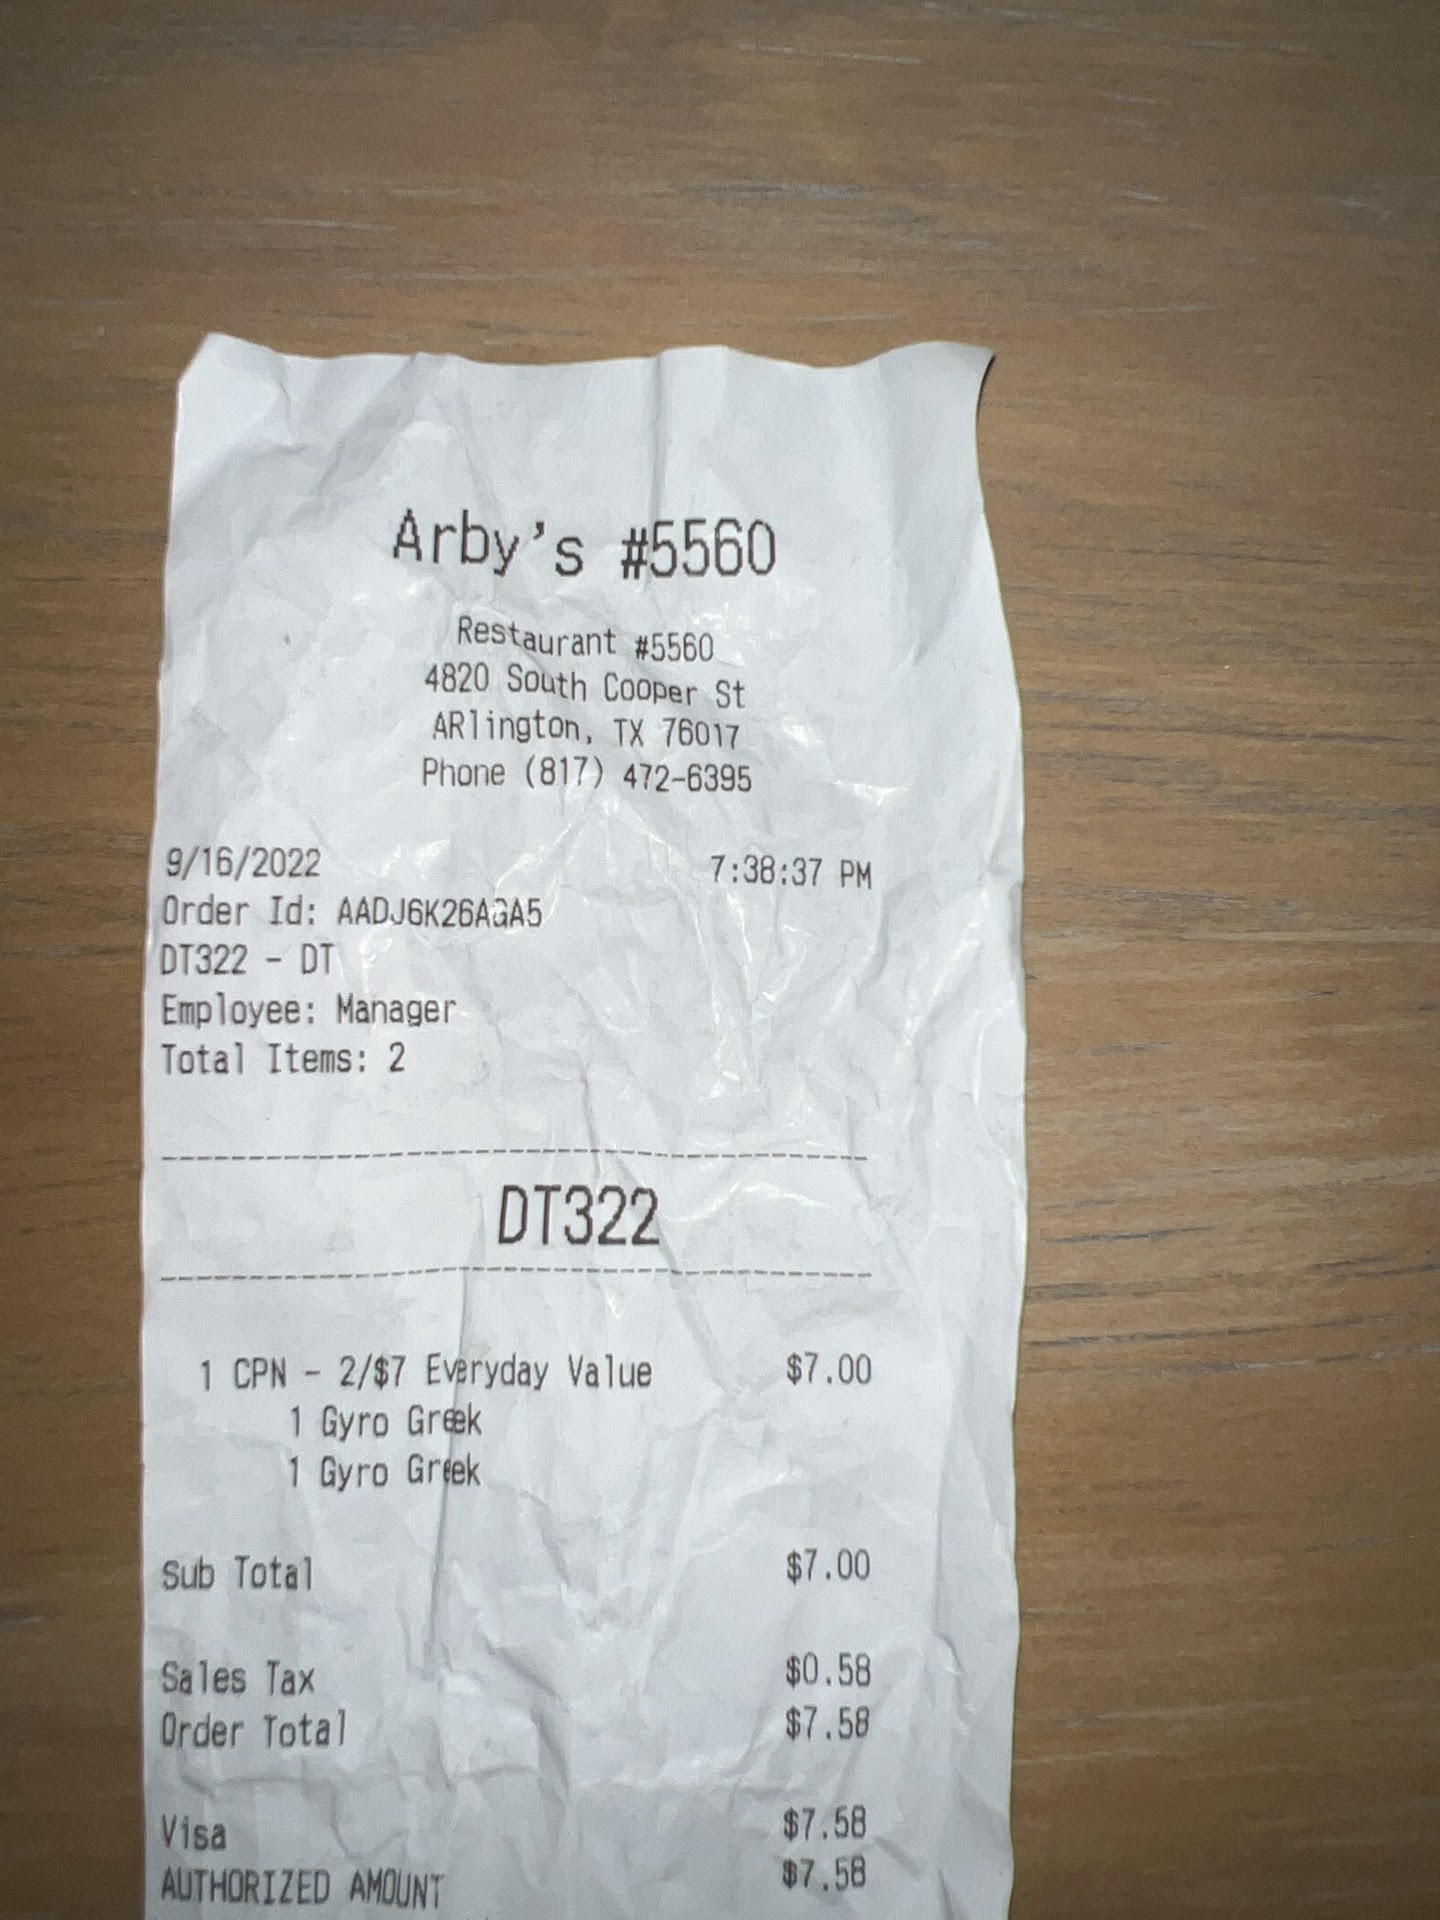 Arby's #5560
Restaurant #5560
4820 South Cooper St
ARlington, TX 76017
Phone (817) 472-6395
9/16/2022 7:38:37 PM
Order Id: AADJ6K26AGA5
DT322 - DT
Employee: Manager
Total Items: 2
DT322
1 CPN - 2/$7 Everyday Value $7.00
1 Gyro Greek
1 Gyro Greek
Sub Total $7.00
Sales Tax $0.58
Order Total $7.58
Visa $7.58
AUTHORIZED AMOUNT $7.58